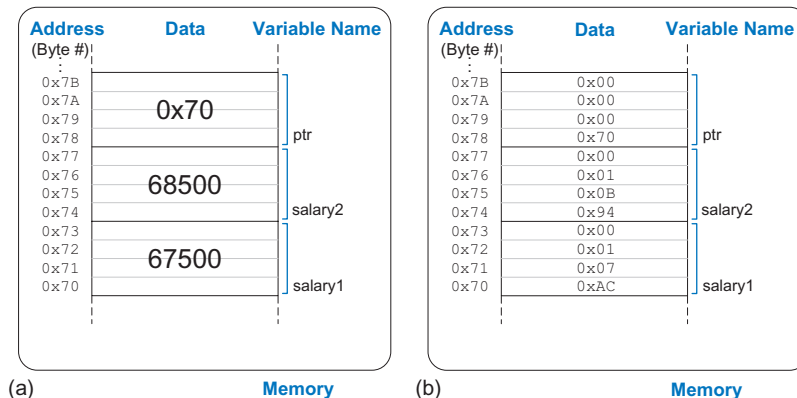 Address Data Variable Name
(Byte #)
0x7B
0x7A
0x79
0x78
0x70
ptr
0x77
0x76
0x75
0x74
68500
salary2
0x73
0x72
0x71
0x70
67500
salary1
(a) Memory
Address Data Variable Name
(Byte #)
0x7B 0x00
0x7A 0x00
0x79 0x00
0x78 0x70 ptr
0x77 0x00
0x76 0x01
0x75 0x0B
0x74 0x94 salary2
0x73 0x00
0x72 0x01
0x71 0x07
0x70 0xAC salary1
(b) Memory